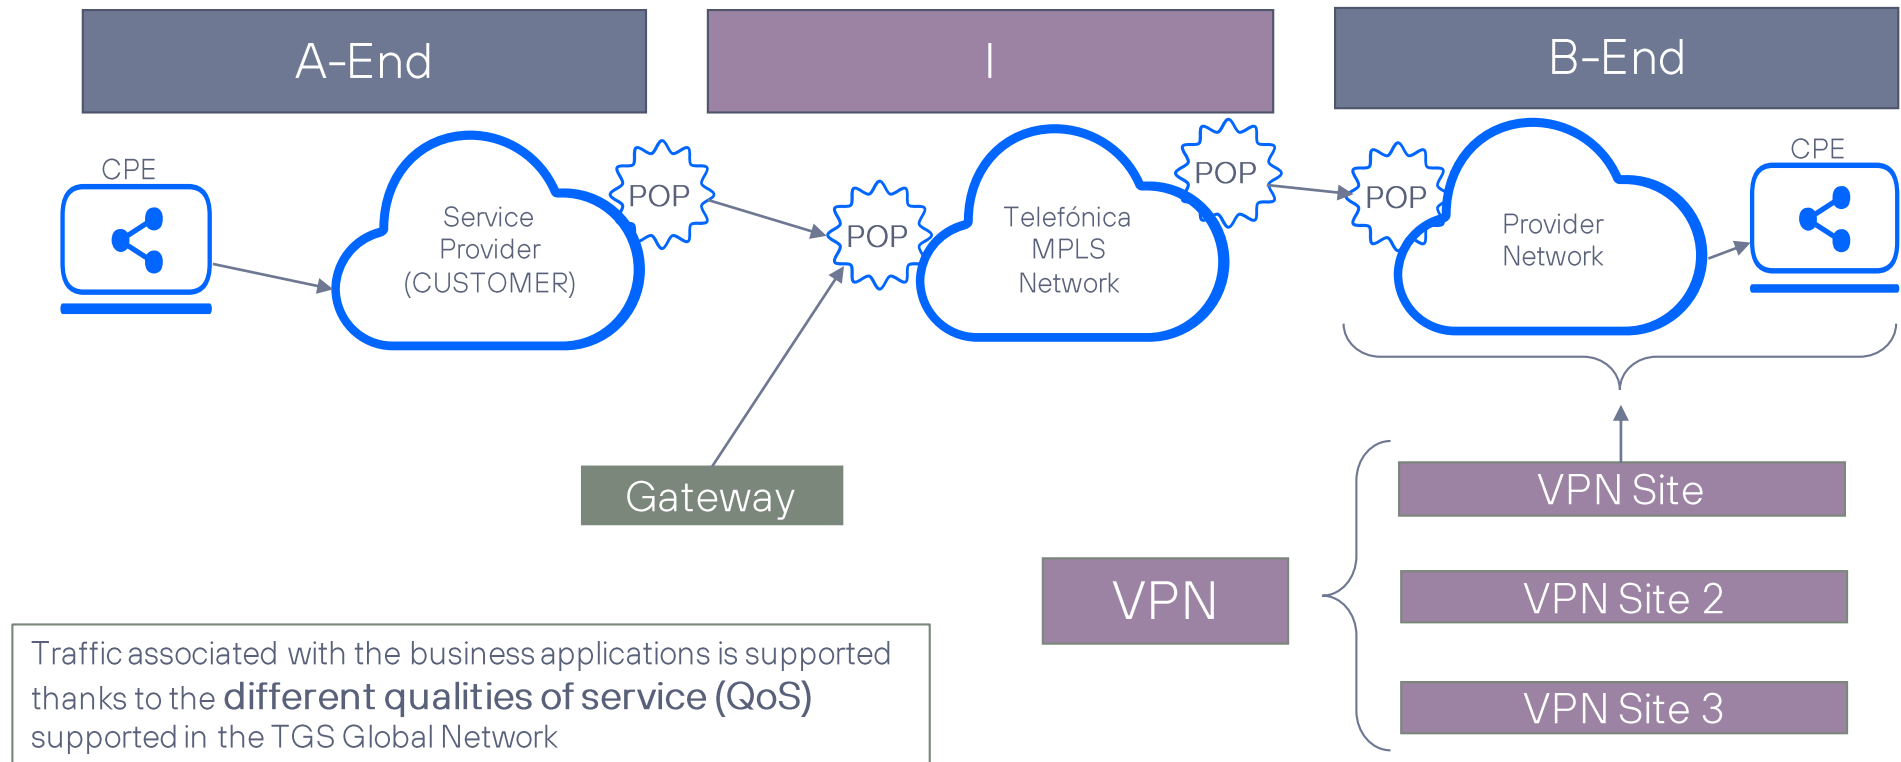 A-End
I
B-End
CPE
Service
Provider
(CUSTOMER)
POP
POP
Telefónica
MPLS
Network
POP
POP
Provider
Network
CPE
Gateway
VPN
VPN Site
VPN Site 2
VPN Site 3
Traffic associated with the business applications is supported
thanks to the different qualities of service (QoS)
supported in the TGS Global Network